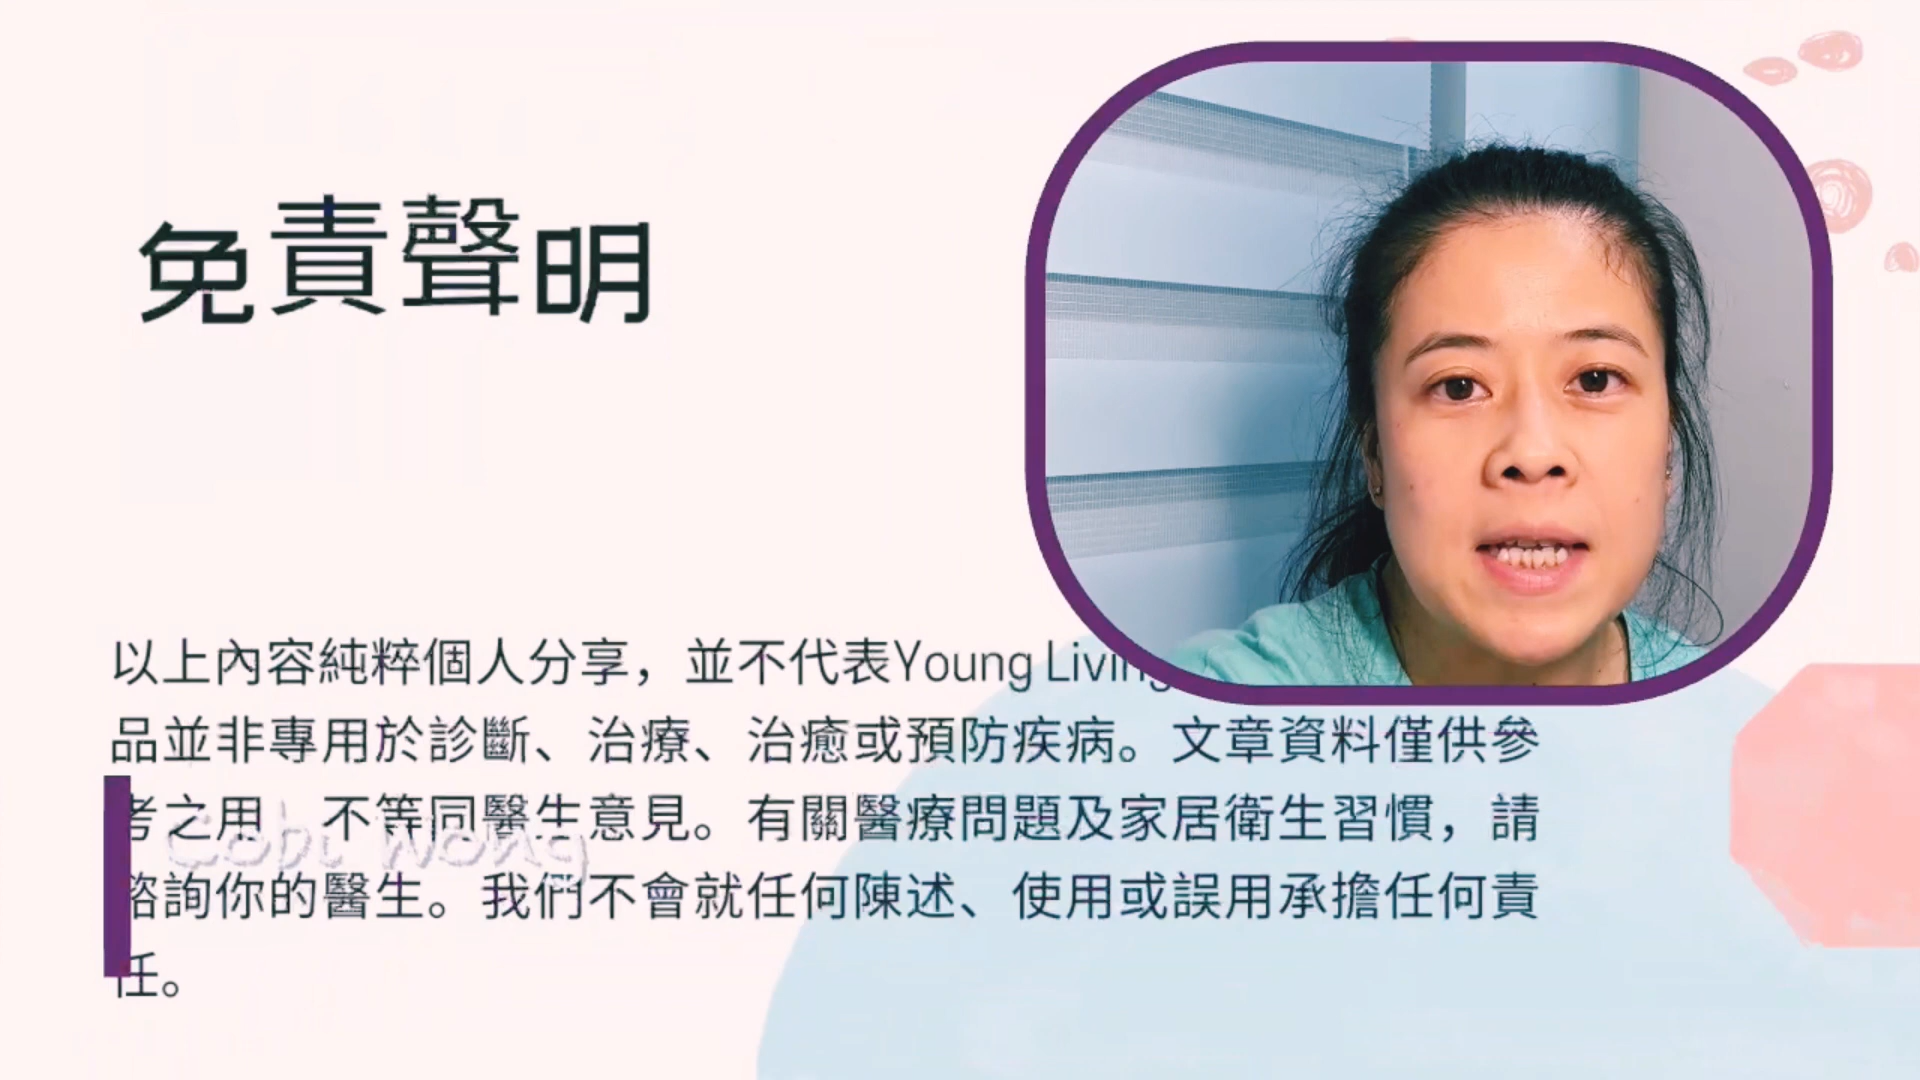 免責聲明
以上內容純粹個人分享，並不代表Young Living
品並非專用於診斷、治療、治癒或預防疾病。文章資料僅供參
考之用 不等同醫生意見。有關醫療問題及家居衛生習慣，請
諮詢你的醫生。我們不會就任何陳述、使用或誤用承擔任何責
任。
Cobi Wong